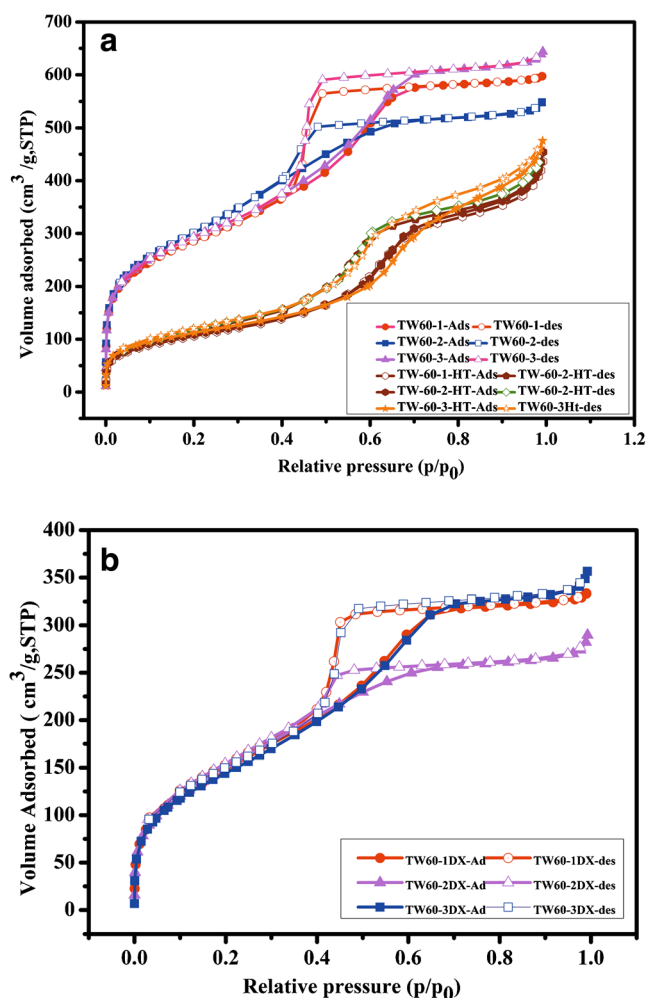 a
700
600
500
400
300
200
100
0
Volume adsorbed (cm3 /g,STP)
TW60-1-Ads TW60-1-des
TW60-2-Ads TW60-2-des
TW60-3-Ads TW60-3-des
TW-60-1-HT-Ads TW-60-2-HT-des
TW-60-2-HT-Ads TW-60-2-HT-des
TW-60-3-HT-Ads TW60-3Ht-des
0.0 0.2 0.4 0.6 0.8 1.0 1.2
Relative pressure (p/p0)
b
400
350
300
250
200
150
100
50
0
Volume Adsorbed ( cm3/g,STP)
TW60-1DX-Ad TW60-1DX-des
TW60-2DX-Ad TW60-2DX-des
TW60-3DX-Ad TW60-3DX-des
0.0 0.2 0.4 0.6 0.8 1.0
Relative pressure (p/p0)